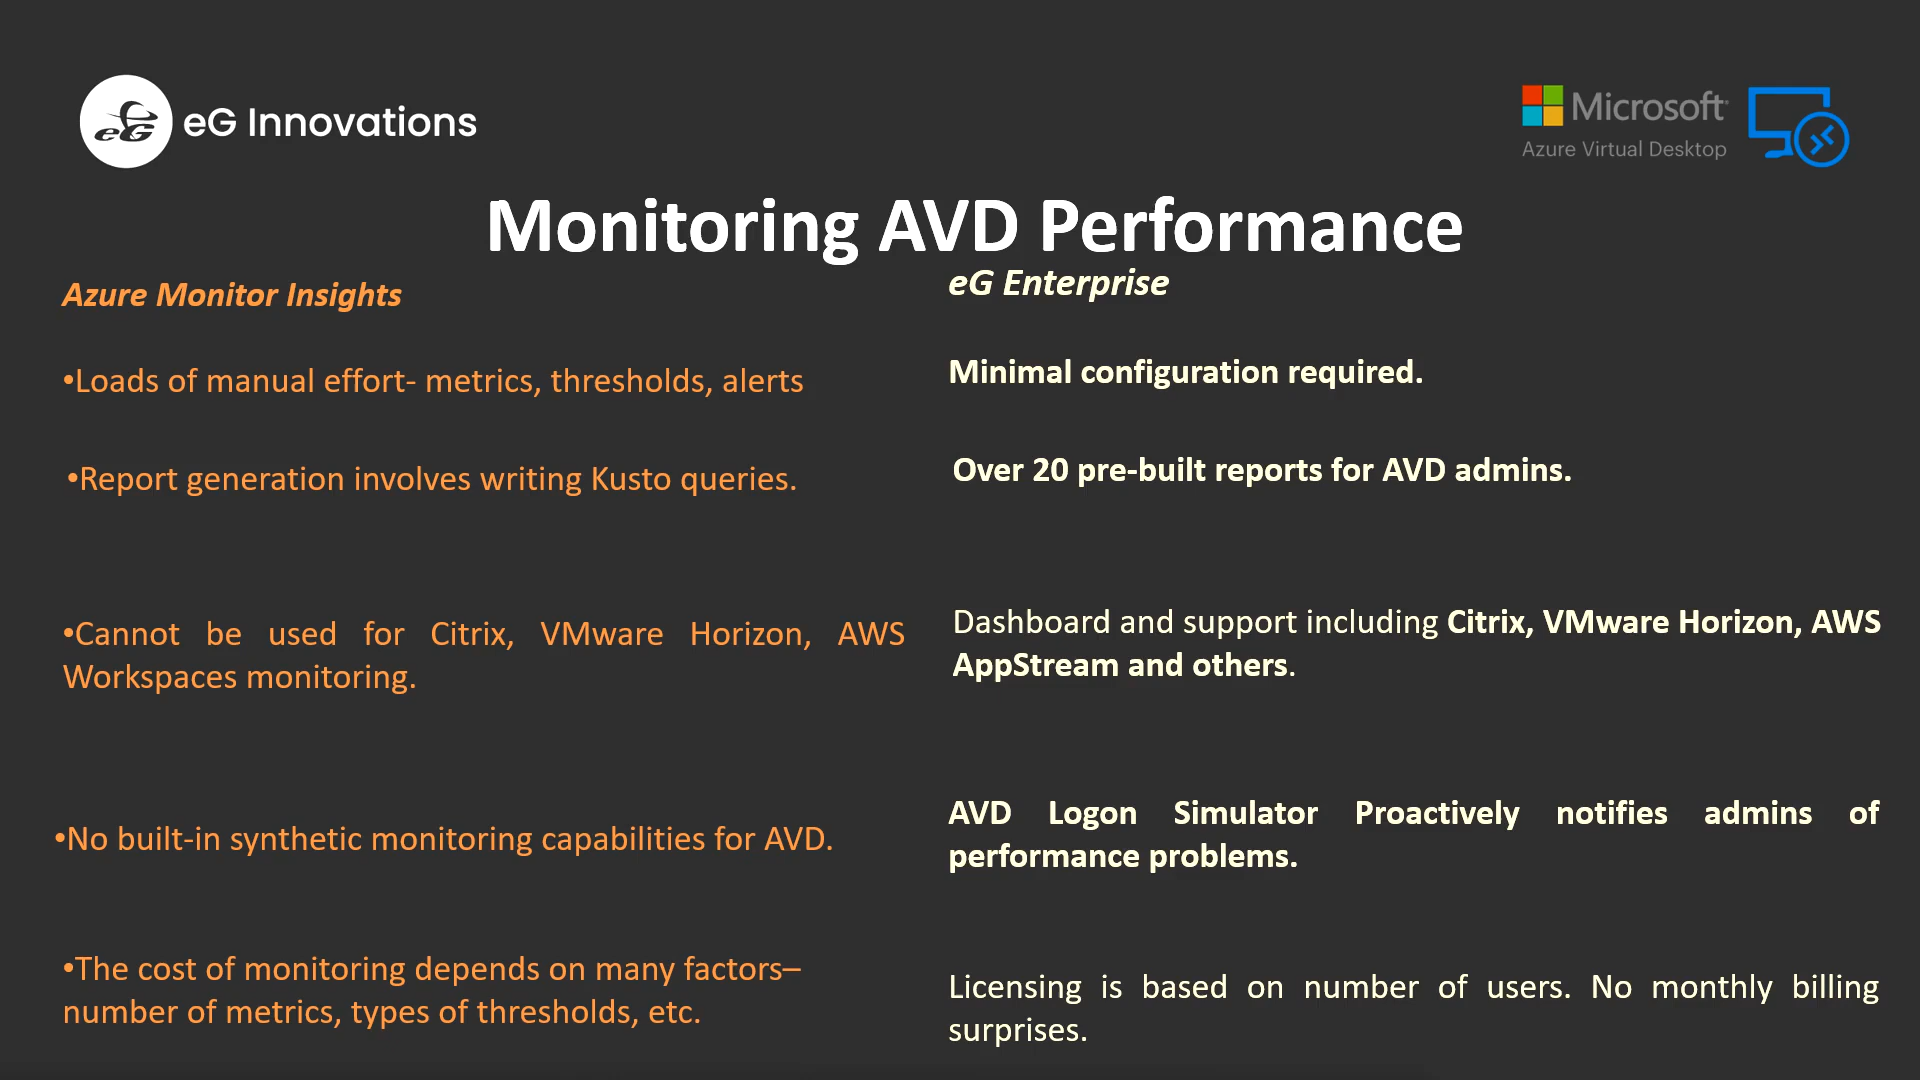 eG eG Innovations
Microsoft
Azure Virtual Desktop
Monitoring AVD Performance
Azure Monitor Insights
•Loads of manual effort- metrics, thresholds, alerts
•Report generation involves writing Kusto queries.
•Cannot be used for Citrix, VMware Horizon, AWS
Workspaces monitoring.
•No built-in synthetic monitoring capabilities for AVD.
•The cost of monitoring depends on many factors–
number of metrics, types of thresholds, etc.
eG Enterprise
Minimal configuration required.
Over 20 pre-built reports for AVD admins.
Dashboard and support including Citrix, VMware Horizon, AWS
AppStream and others.
AVD Logon Simulator Proactively notifies admins of
performance problems.
Licensing is based on number of users. No monthly billing
surprises.